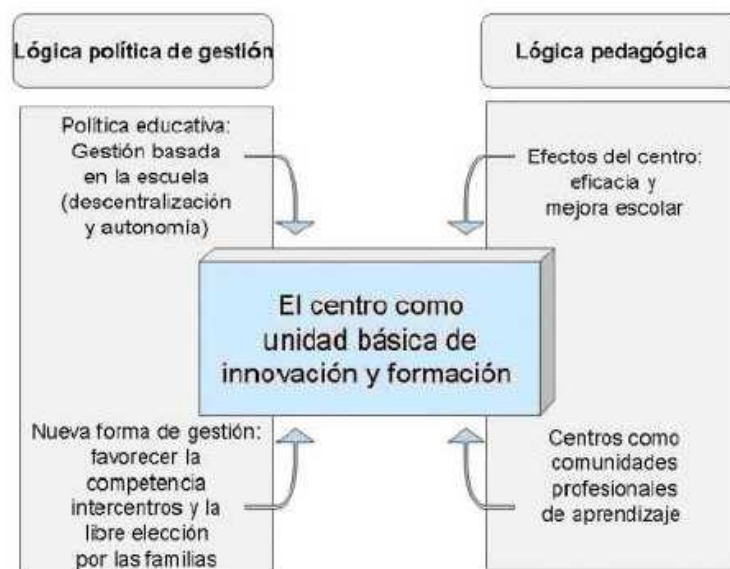 Lógica política de gestión
Lógica pedagógica
Política educativa:
Gestión basada
en la escuela
(descentralización
y autonomía)
Efectos del centro:
eficacia y
mejora escolar
El centro como
unidad básica de
innovación y formación
Nueva forma de gestión:
favorecer la
competencia
intercentros y la
libre elección
por las familias
Centros como
comunidades
profesionales
de aprendizaje